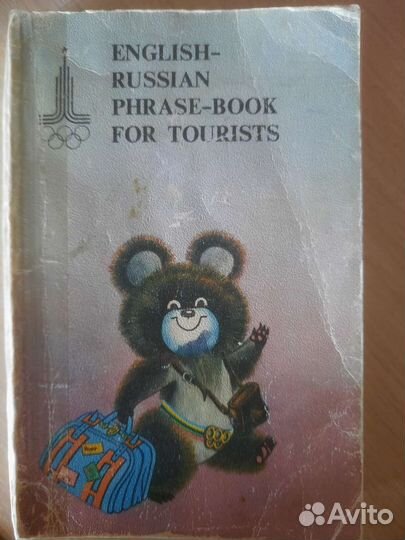 ENGLISH-
RUSSIAN
PHRASE-BOOK
FOR TOURISTS
Avito